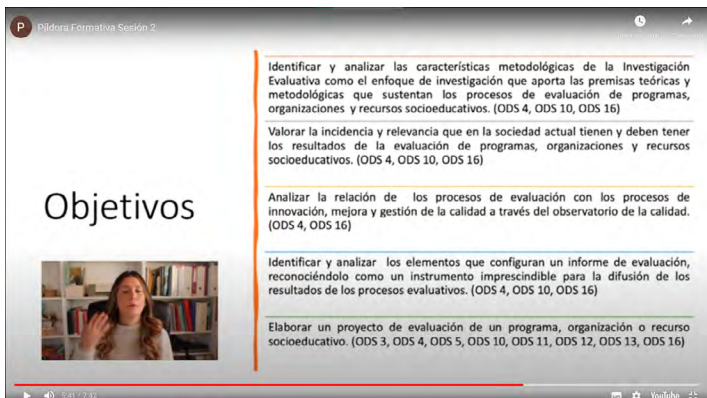 P
Píldora Formativa Sesión 2
Identificar y analizar las características metodológicas de la Investigación
Evaluativa como el enfoque de investigación que aporta las premisas teóricas y
metodológicas que sustentan los procesos de evaluación de programas,
organizaciones y recursos socioeducativos. (ODS 4, ODS 10, ODS 16)
Valorar la incidencia y relevancia que en la sociedad actual tienen y deben tener
los resultados de la evaluación de programas, organizaciones y recursos
socioeducativos. (ODS 4, ODS 10, ODS 16)
Objetivos
Analizar la relación de los procesos de evaluación con los procesos de
innovación, mejora y gestión de la calidad a través del observatorio de la calidad.
(ODS 4, ODS 16)
Identificar y analizar los elementos que configuran un informe de evaluación,
reconociéndolo como un instrumento imprescindible para la difusión de los
resultados de los procesos evaluativos. (ODS 4, ODS 10, ODS 16)
Elaborar un proyecto de evaluación de un programa, organización o recurso
socioeducativo. (ODS 3, ODS 4, ODS 5, ODS 10, ODS 11, ODS 12, ODS 13, ODS 16)
5:41 / 7:43
YouTube